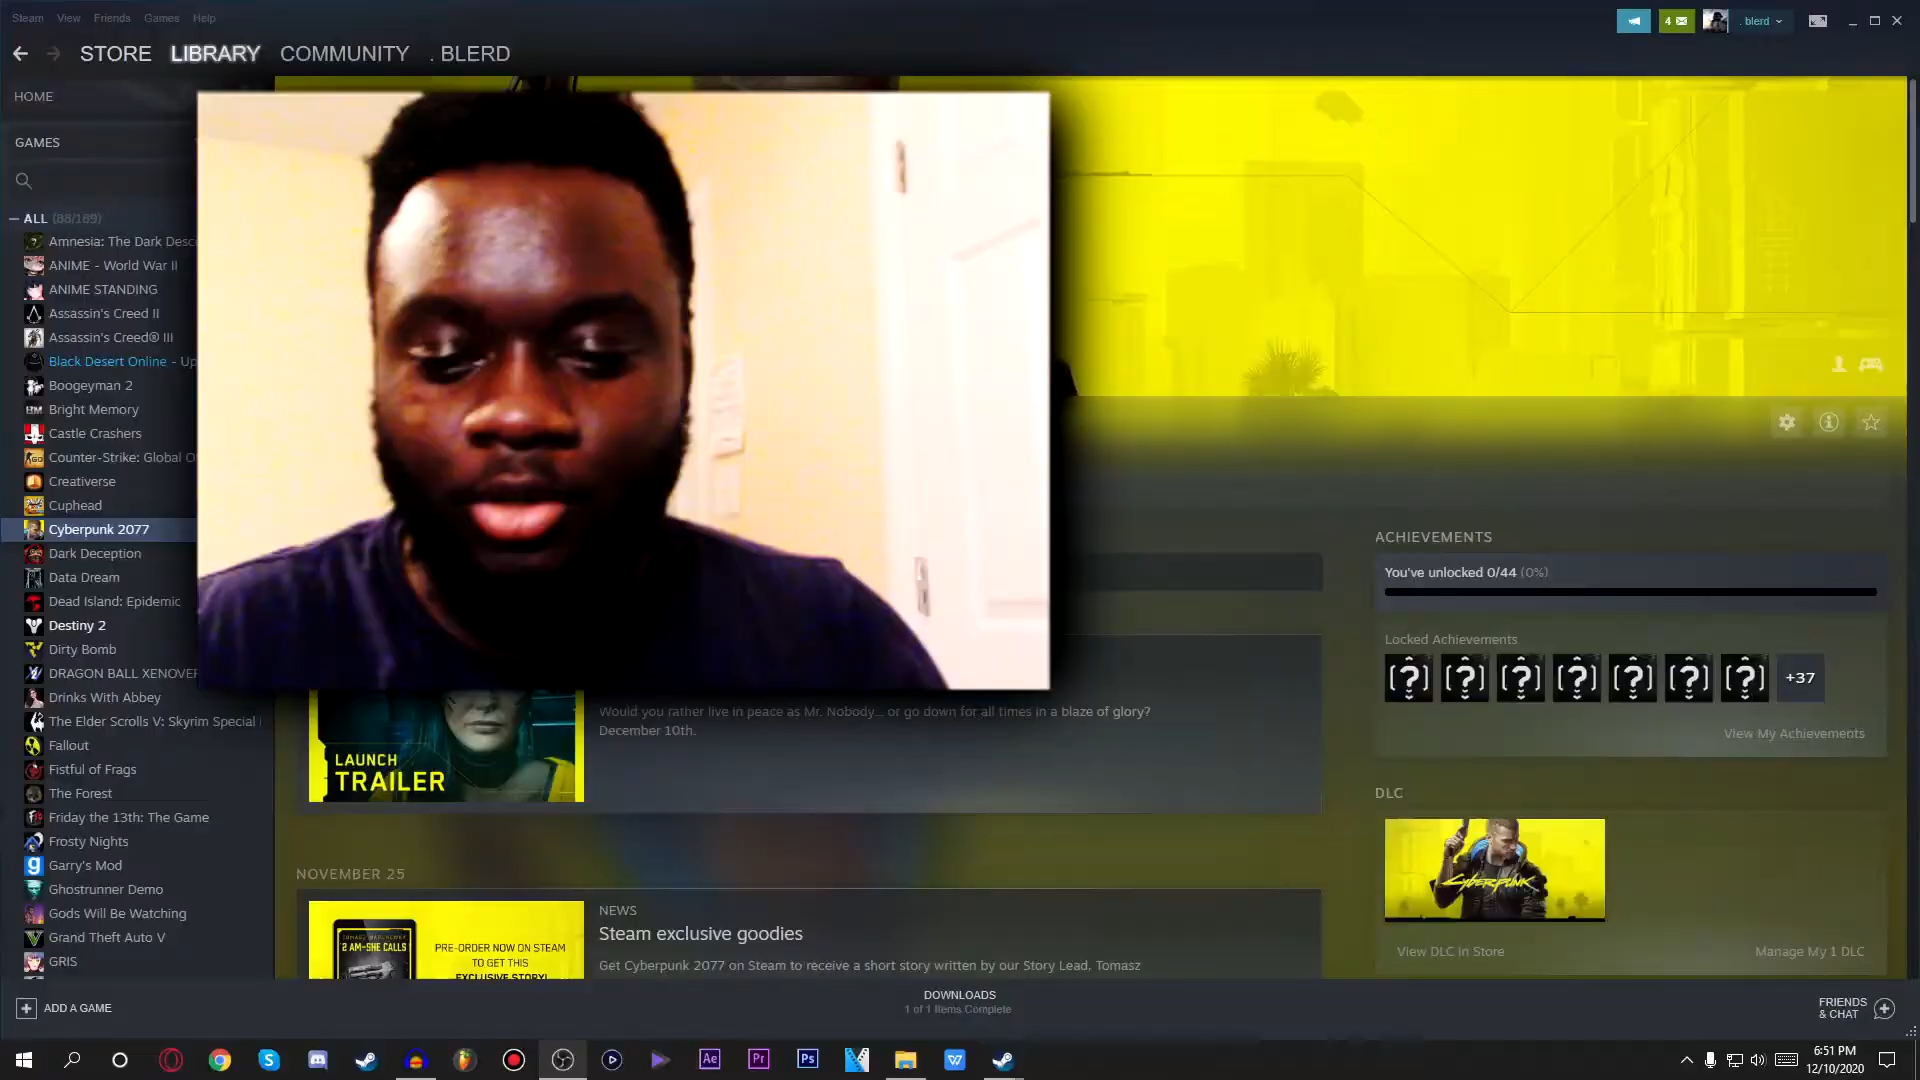 Steam View Friends Games Help
4
. blerd
STORE LIBRARY COMMUNITY . BLERD
HOME
GAMES
ALL (88/189)
Amnesia: The Dark Desc
ANIME - World War II
ANIME STANDING
Assassin's Creed II
Assassin's Creed® III
Black Desert Online - Up
Boogeyman 2
Bright Memory
Castle Crashers
Counter-Strike: Global O
Creativerse
Cuphead
Cyberpunk 2077
Dark Deception
Data Dream
Dead Island: Epidemic
Destiny 2
Dirty Bomb
DRAGON BALL XENOVER
Drinks With Abbey
The Elder Scrolls V: Skyrim Special
Fallout
Fistful of Frags
The Forest
Friday the 13th: The Game
Frosty Nights
Garry's Mod
Ghostrunner Demo
Gods Will Be Watching
Grand Theft Auto V
GRIS
ADD A GAME
LAUNCH
TRAILER
Would you rather live in peace as Mr. Nobody... or go down for all times in a blaze of glory?
December 10th.
NOVEMBER 25
2 AM-SHE CALLS
PRE-ORDER NOW ON STEAM
TO GET THIS
EXCLUSIVE STORY!
NEWS
Steam exclusive goodies
Get Cyberpunk 2077 on Steam to receive a short story written by our Story Lead, Tomasz
ACHIEVEMENTS
You've unlocked 0/44 (0%)
Locked Achievements
+37
View My Achievements
DLC
Cyberpunk
View DLC In Store
Manage My 1 DLC
DOWNLOADS
1 of 1 Items Complete
FRIENDS
& CHAT
Ae
Pr
Ps
6:51 PM
12/10/2020